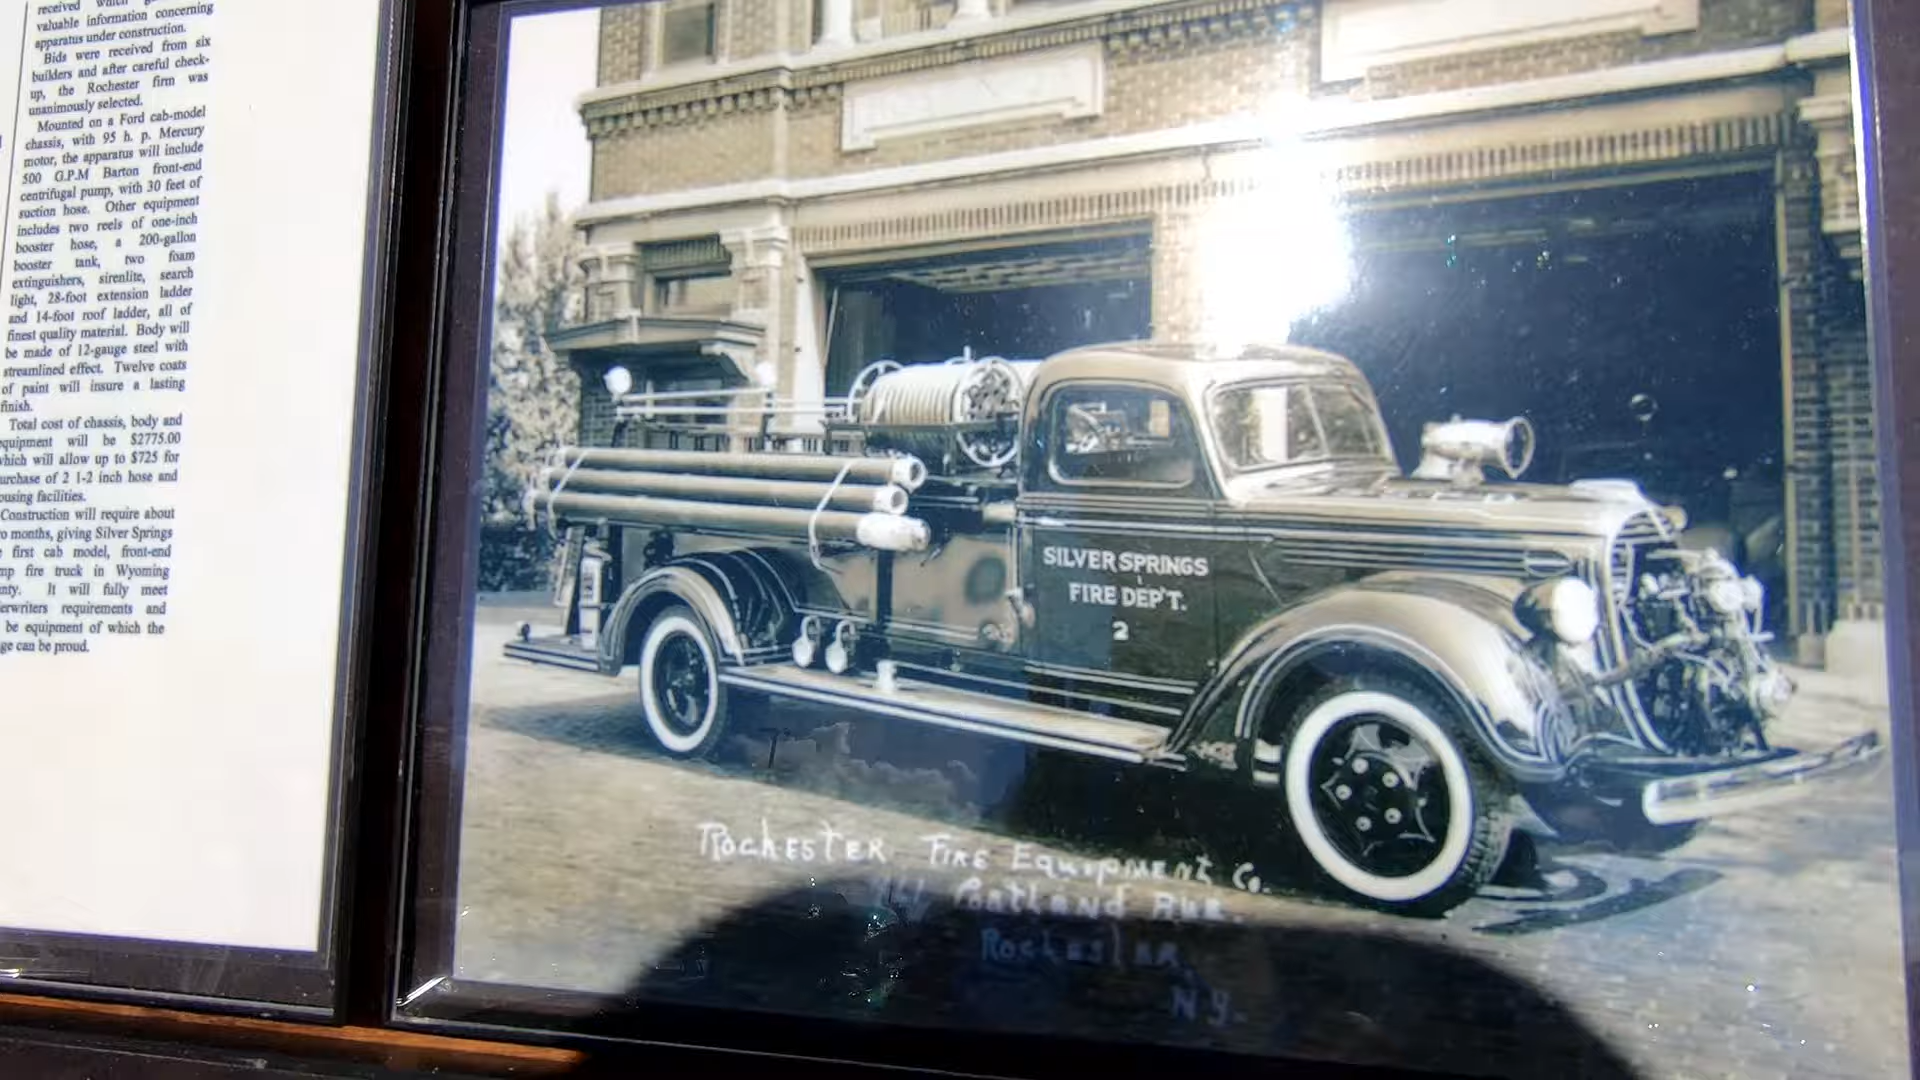 received which
valuable information concerning
apparatus under construction.
Bids were received from six
builders and after careful check-
up, the Rochester firm was
unanimously selected.
Mounted on a Ford cab-model
chassis, with 95 h. p. Mercury
motor, the apparatus will include
500 G.P.M Barton front-end
centrifugal pump, with 30 feet of
suction hose. Other equipment
includes two reels of one-inch
booster hose, a 200-gallon
booster tank, two foam
extinguishers, sirenlite, search
light, 28-foot extension ladder
and 14-foot roof ladder, all of
finest quality material. Body will
be made of 12-gauge steel with
streamlined effect. Twelve coats
of paint will insure a lasting
finish.
Total cost of chassis, body and
equipment will be $2775.00
which will allow up to $725 for
urchase of 2 1-2 inch hose and
ousing facilities.
Construction will require about
o months, giving Silver Springs
first cab model, front-end
mp fire truck in Wyoming
nty. It will fully meet
erwriters requirements and
be equipment of which the
ge can be proud.
SILVER SPRINGS
FIRE DEP'T.
2
Rochester Fire Equipment Co.
Portland Ave.
Rochester,
N.Y.